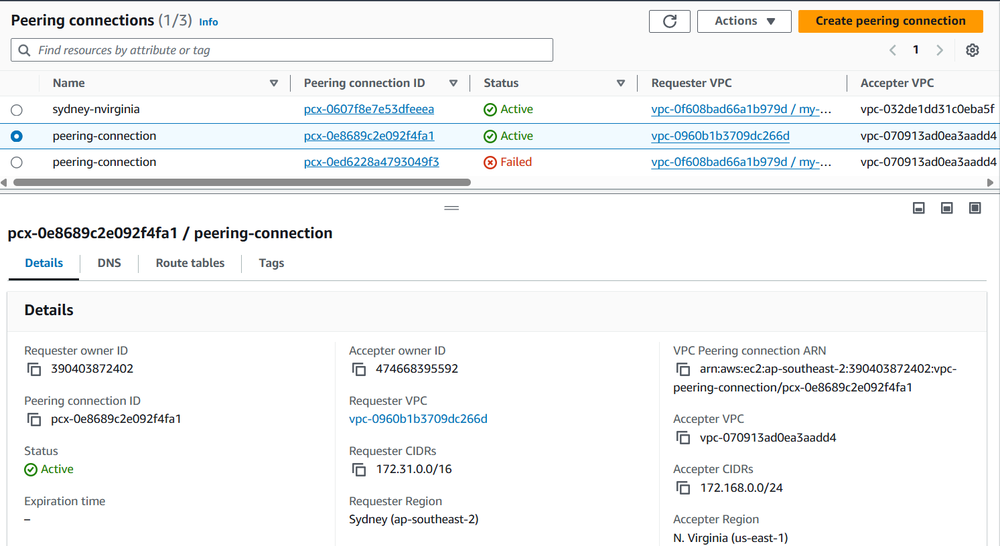 Peering connections (1/3) Info
Actions
Create peering connection
Find resources by attribute or tag
1
Name Peering connection ID Status Requester VPC Accepter VPC
sydney-nvirginia pcx-0607f8e7e53dfeeea Active vpc-0f608bad66a1b979d / my-... vpc-032de1dd31c0eba5f
peering-connection pcx-0e8689c2e092f4fa1 Active vpc-0960b1b3709dc266d vpc-070913ad0ea3aadd4
peering-connection pcx-0ed6228a4793049f3 Failed vpc-0f608bad66a1b979d / my-... vpc-070913ad0ea3aadd4
pcx-0e8689c2e092f4fa1 / peering-connection
Details DNS Route tables Tags
Details
Requester owner ID
390403872402
Peering connection ID
pcx-0e8689c2e092f4fa1
Status
Active
Expiration time
–
Accepter owner ID
474668395592
Requester VPC
vpc-0960b1b3709dc266d
Requester CIDRs
172.31.0.0/16
Requester Region
Sydney (ap-southeast-2)
VPC Peering connection ARN
arn:aws:ec2:ap-southeast-2:390403872402:vpc-
peering-connection/pcx-0e8689c2e092f4fa1
Accepter VPC
vpc-070913ad0ea3aadd4
Accepter CIDRs
172.168.0.0/24
Accepter Region
N. Virginia (us-east-1)